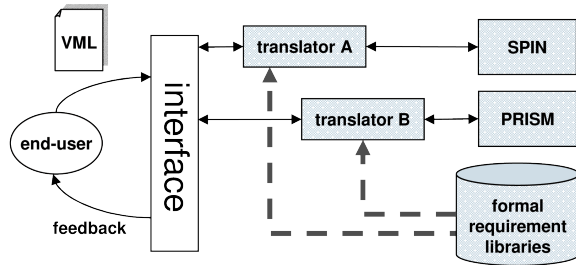 VML
translator A
SPIN
interface
translator B
PRISM
end-user
feedback
formal
requirement
libraries